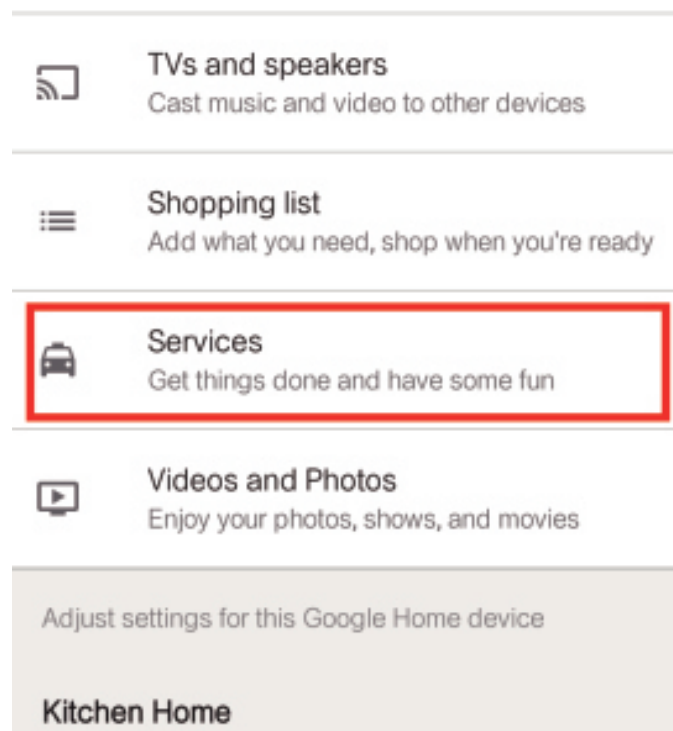 TVs and speakers
Cast music and video to other devices
Shopping list
Add what you need, shop when you're ready
Services
Get things done and have some fun
Videos and Photos
Enjoy your photos, shows, and movies
Adjust settings for this Google Home device
Kitchen Home